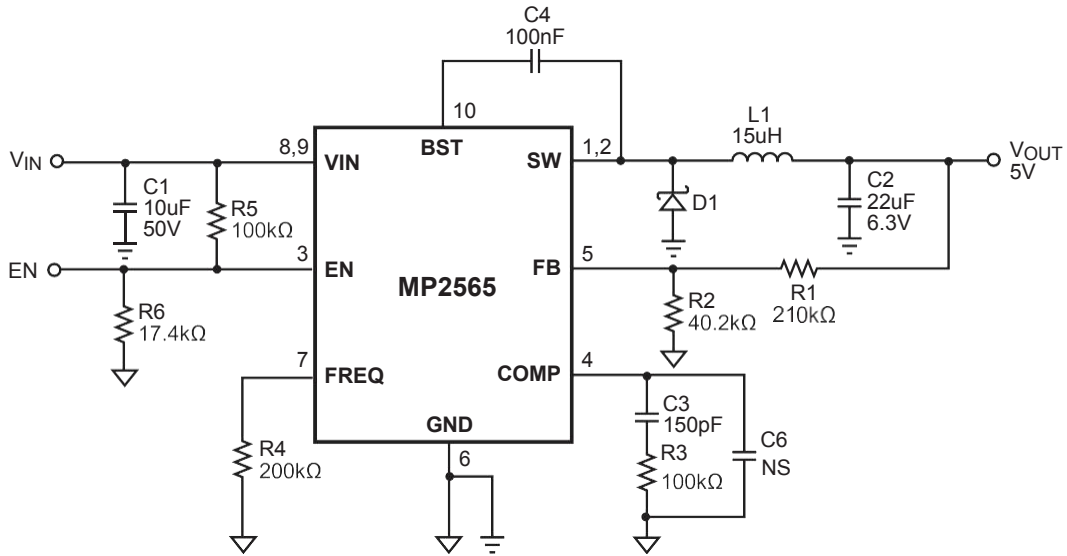 C4
100nF
10
BST
8,9
VIN
SW
1,2
L1
15uH
VIN
VOUT
5V
C1
10uF
50V
R5
100kΩ
D1
C2
22uF
6.3V
EN
3
EN
MP2565
FB
5
R1
210kΩ
R6
17.4kΩ
R2
40.2kΩ
7
FREQ
COMP
4
GND
6
R4
200kΩ
C3
150pF
R3
100kΩ
C6
NS